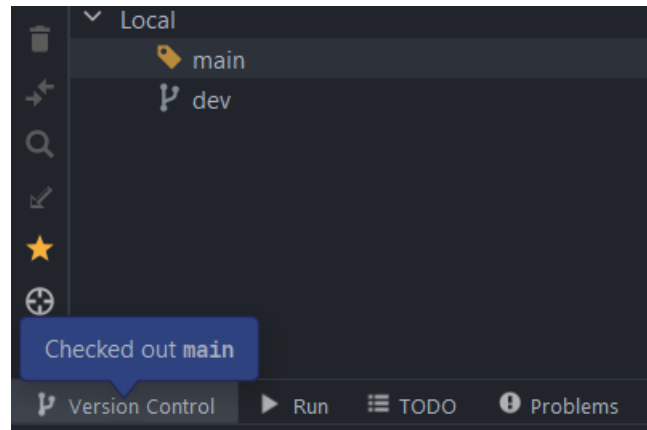 Local
main
dev
Checked out main
Version Control
Run
TODO
Problems